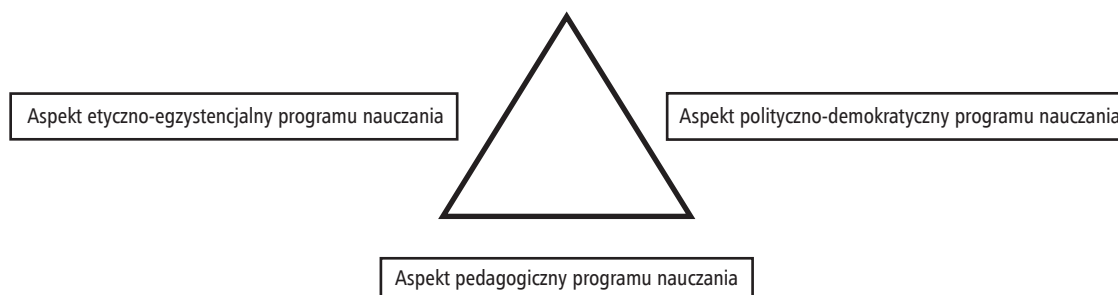 Aspekt etyczno-egzystencjalny programu nauczania
Aspekt polityczno-demokratyczny programu nauczania
Aspekt pedagogiczny programu nauczania